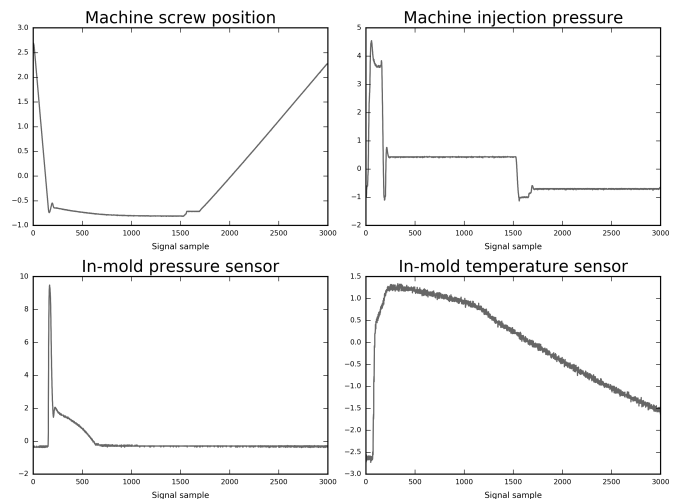 Machine screw position
3.0
2.5
2.0
1.5
1.0
0.5
0.0
−0.5
−1.0
0 500 1000 1500 2000 2500 3000
Signal sample
Machine injection pressure
5
4
3
2
1
0
−1
−2
0 500 1000 1500 2000 2500 3000
Signal sample
In-mold pressure sensor
10
8
6
4
2
0
−2
0 500 1000 1500 2000 2500 3000
Signal sample
In-mold temperature sensor
1.5
1.0
0.5
0.0
−0.5
−1.0
−1.5
−2.0
−2.5
−3.0
0 500 1000 1500 2000 2500 3000
Signal sample